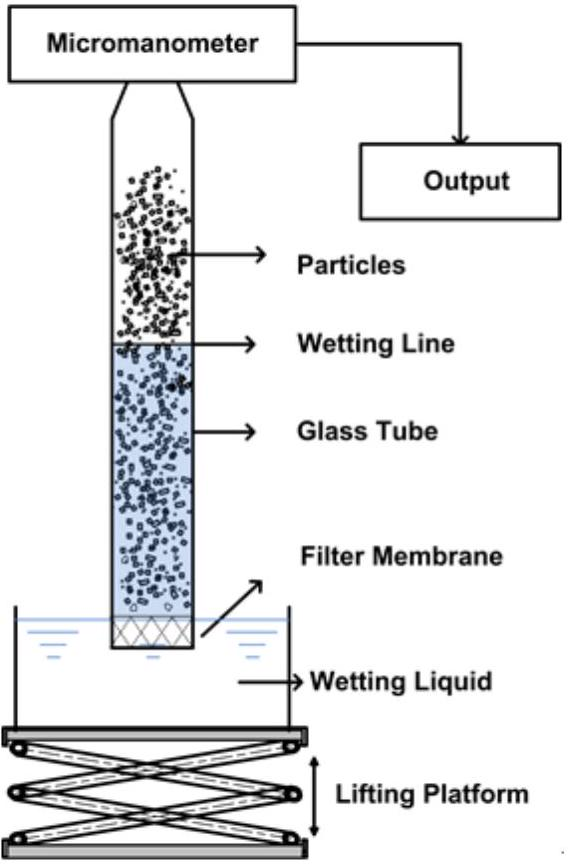 Micromanometer
Output
Particles
Wetting Line
Glass Tube
Filter Membrane
Wetting Liquid
Lifting Platform